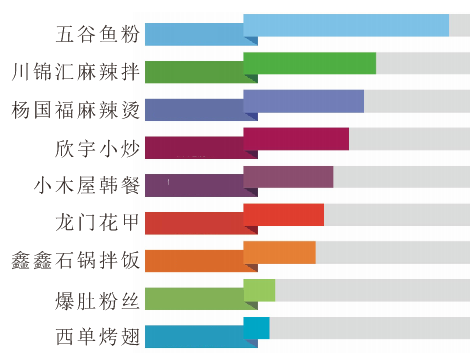 五谷鱼粉
川锦汇麻辣拌
杨国福麻辣烫
欣宇小炒
小木屋韩餐
龙门花甲
鑫鑫石锅拌饭
爆肚粉丝
西单烤翅